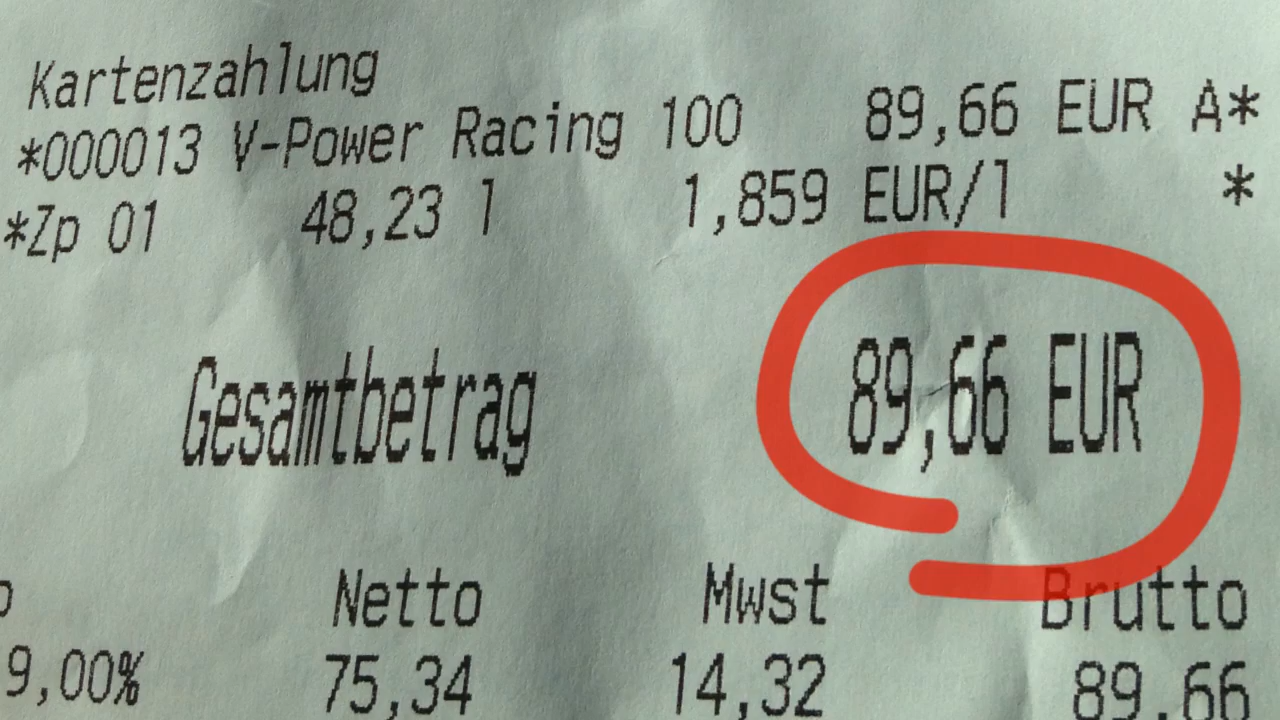 Kartenzahlung
*000013 V-Power Racing 100 89,66 EUR A*
*Zp 01 48,23 l 1,859 EUR/l *
Gesamtbetrag 89,66 EUR
Netto Mwst Brutto
9,00% 75,34 14,32 89,66